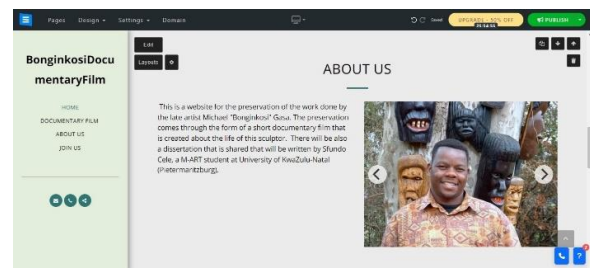 Pages Design Settings Domain
Saved
UPGRADE - 50% OFF
PUBLISH
BonginkosiDocu
mentaryFilm
HOME
DOCUMENTARY FILM
ABOUT US
JOIN US
Edit
Layouts
ABOUT US
This is a website for the preservation of the work done by
the late artist Michael "Bonginkosi" Gasa. The preservation
comes through the form of a short documentary film that
is created about the life of this sculptor. There will be also
a dissertation that is shared that will be written by Sfundo
Cele, a M-ART student at University of KwaZulu-Natal
(Pietermaritzburg).
?